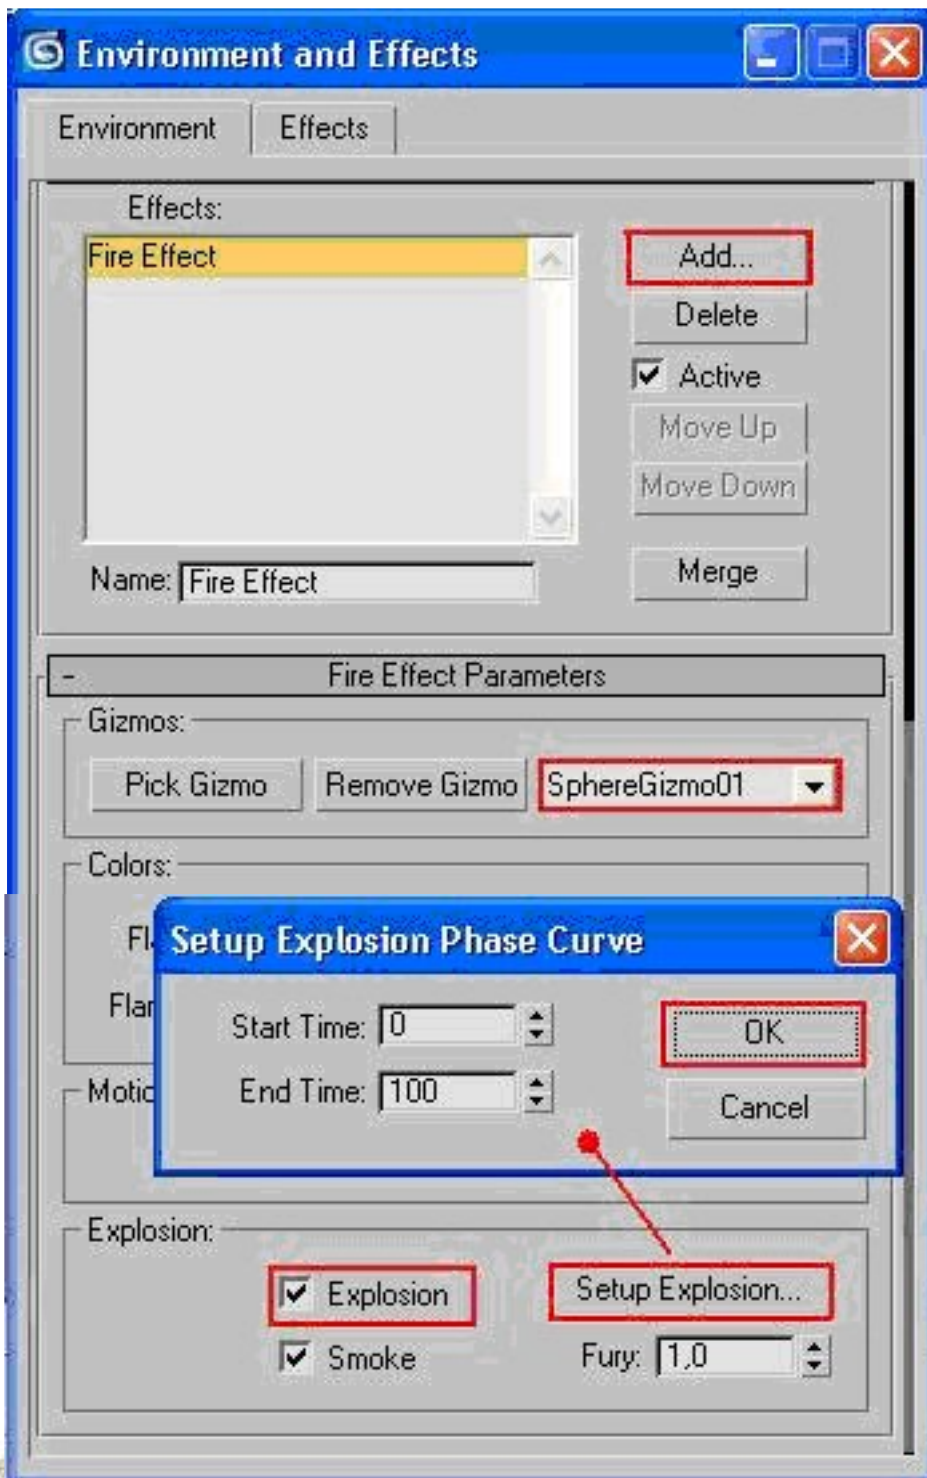 Environment and Effects
Environment
Effects
Effects:
Fire Effect
Add...
Delete
Active
Move Up
Move Down
Name: Fire Effect
Merge
- Fire Effect Parameters
Gizmos:
Pick Gizmo
Remove Gizmo
SphereGizmo01
Colors:
Setup Explosion Phase Curve
Start Time: 0
OK
End Time: 100
Cancel
Explosion:
Explosion
Setup Explosion...
Smoke
Fury: 1,0